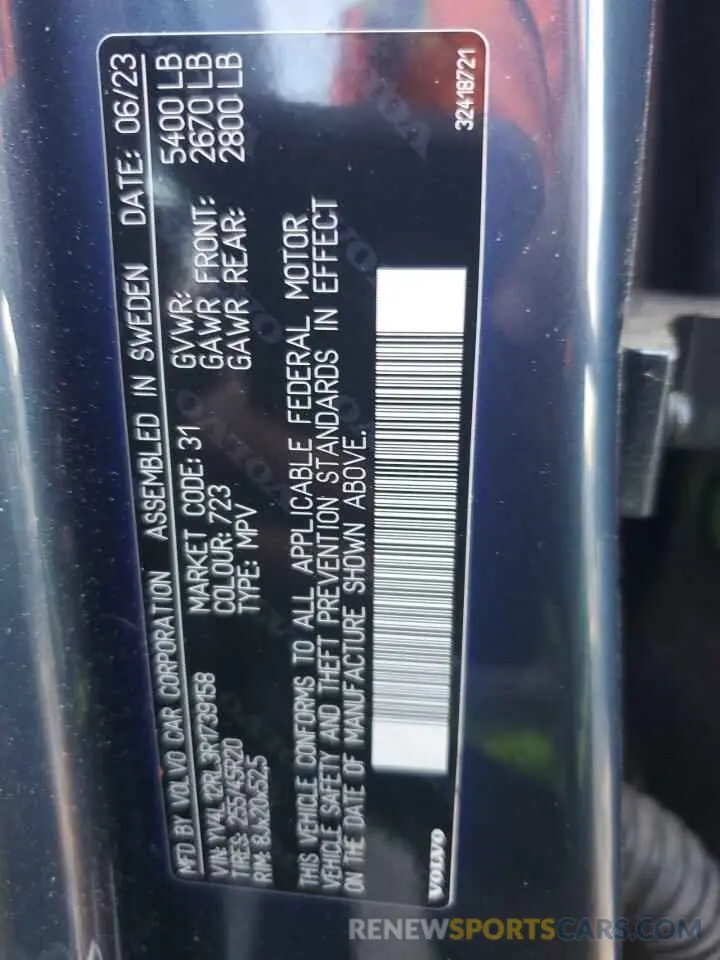 MFD BY VOLVO CAR CORPORATION ASSEMBLED IN SWEDEN DATE: 06/23
VIN: YV4L12RL3R1739158 MARKET CODE: 31 GVWR: 5400 LB
TIRES: 255/45R20 COLOUR: 723 GAWR FRONT: 2670 LB
RIM: 8Jx20x52,5 TYPE: MPV GAWR REAR: 2800 LB
THIS VEHICLE CONFORMS TO ALL APPLICABLE FEDERAL MOTOR
VEHICLE SAFETY AND THEFT PREVENTION STANDARDS IN EFFECT
ON THE DATE OF MANUFACTURE SHOWN ABOVE.
VOLVO 32418721
RENEWSPORTSCARS.COM